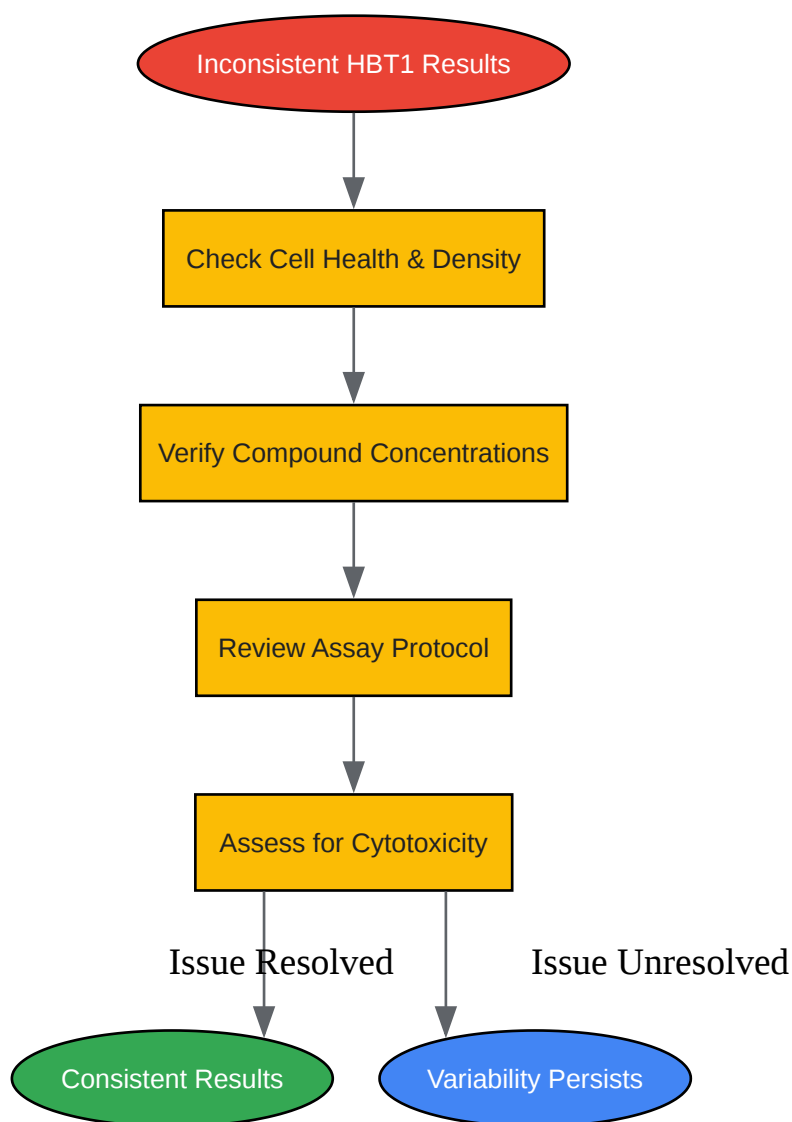 Inconsistent HBT1 Results
Check Cell Health & Density
Verify Compound Concentrations
Review Assay Protocol
Assess for Cytotoxicity
Issue Resolved
Issue Unresolved
Consistent Results
Variability Persists